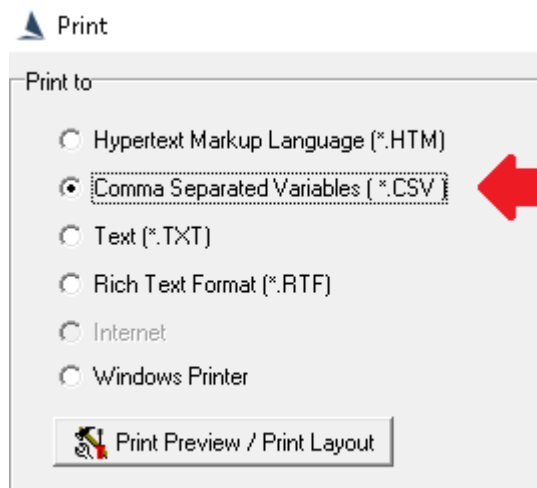 Print
Print to
Hypertext Markup Language (*.HTM)
Comma Separated Variables ( *.CSV )
Text (*.TXT)
Rich Text Format (*.RTF)
Internet
Windows Printer
Print Preview / Print Layout